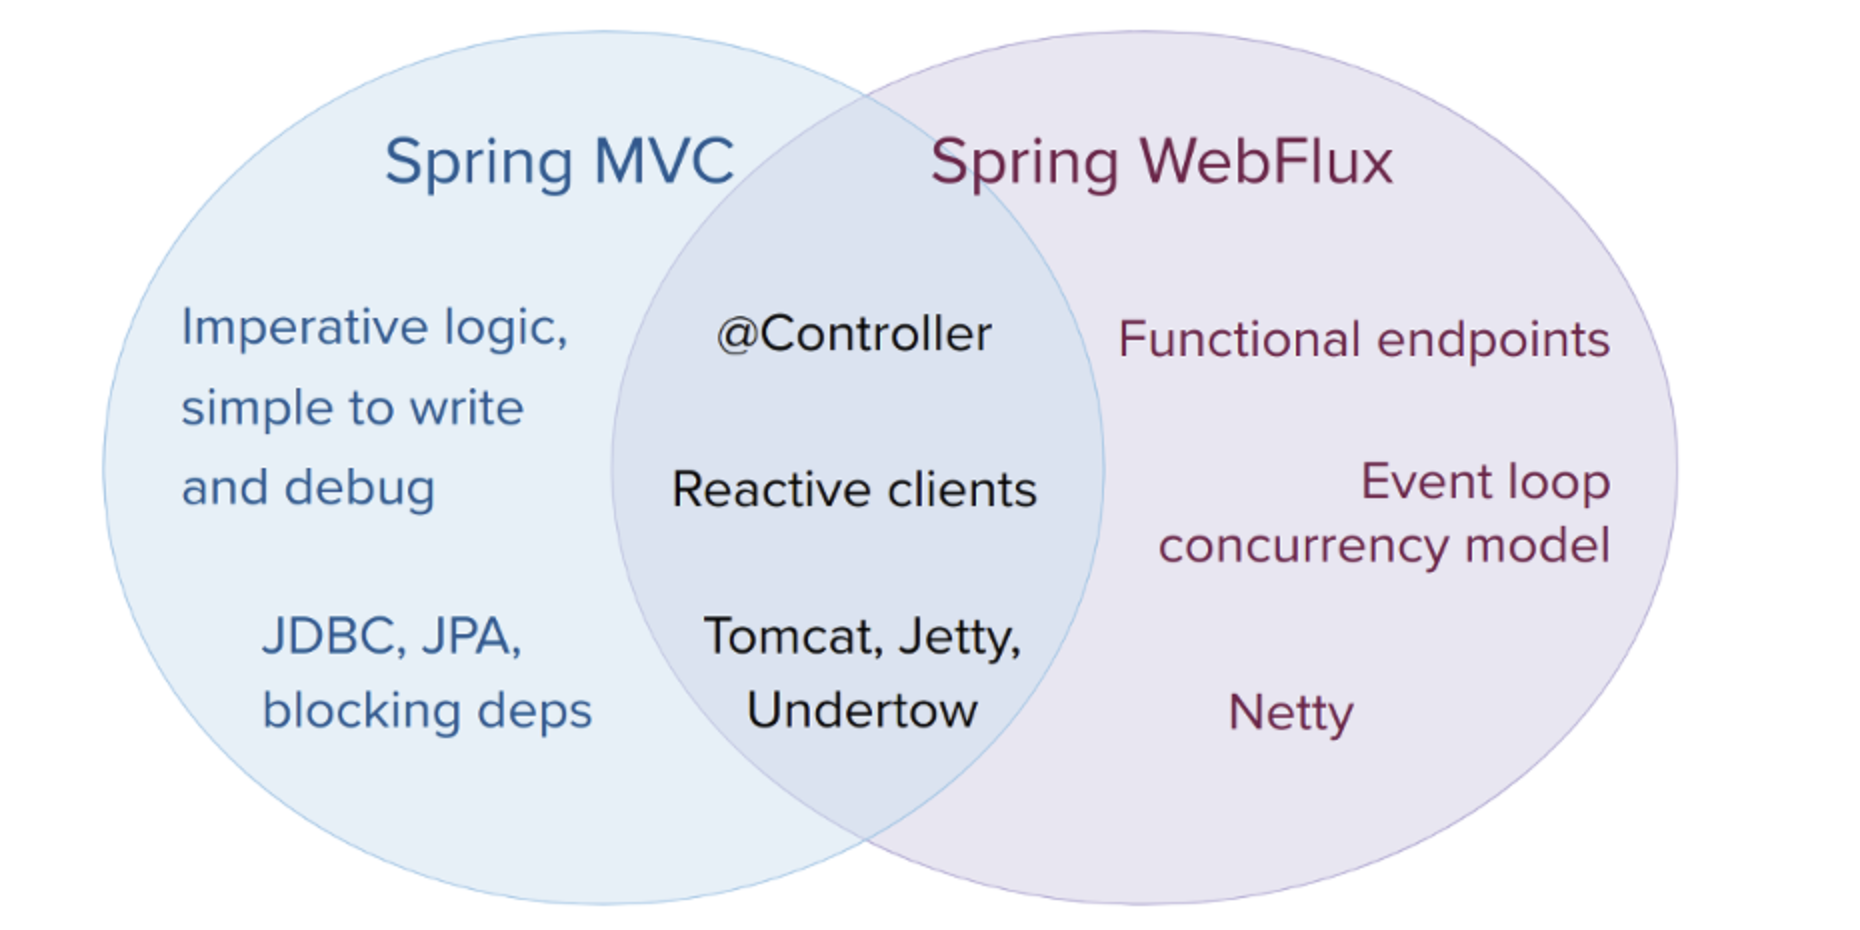 Spring MVC
Spring WebFlux
Imperative logic,
simple to write
and debug
JDBC, JPA,
blocking deps
@Controller
Reactive clients
Tomcat, Jetty,
Undertow
Functional endpoints
Event loop
concurrency model
Netty